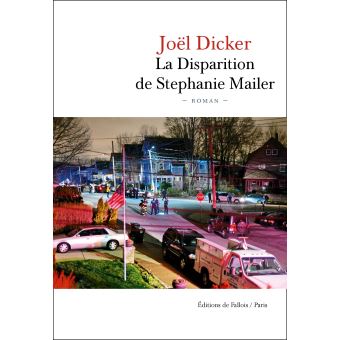 Joël Dicker
La Disparition
de Stephanie Mailer
– ROMAN –
Éditions de Fallois / Paris